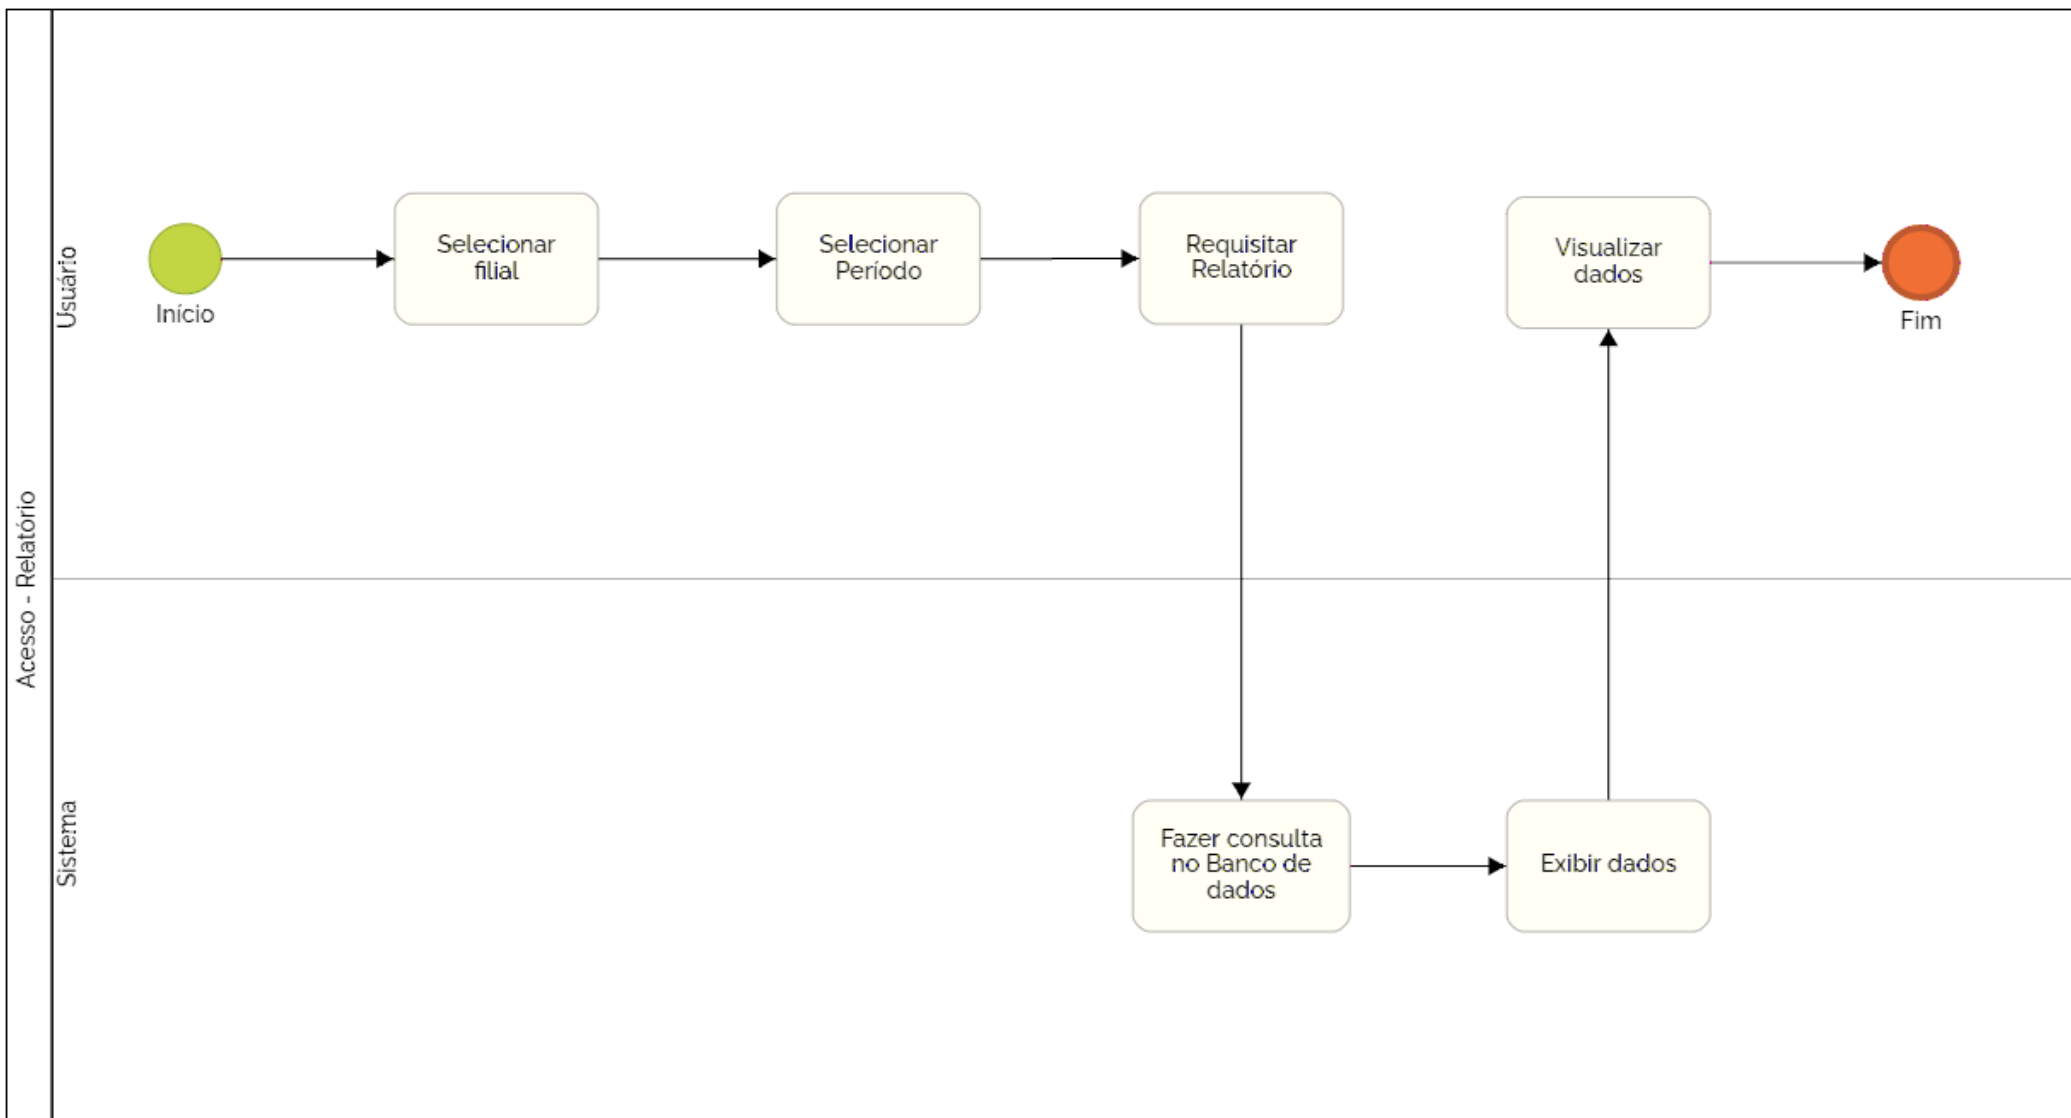 Acesso - Relatório
Usuário
Início
Selecionar
filial
Selecionar
Período
Requisitar
Relatório
Visualizar
dados
Fim
Sistema
Fazer consulta
no Banco de
dados
Exibir dados